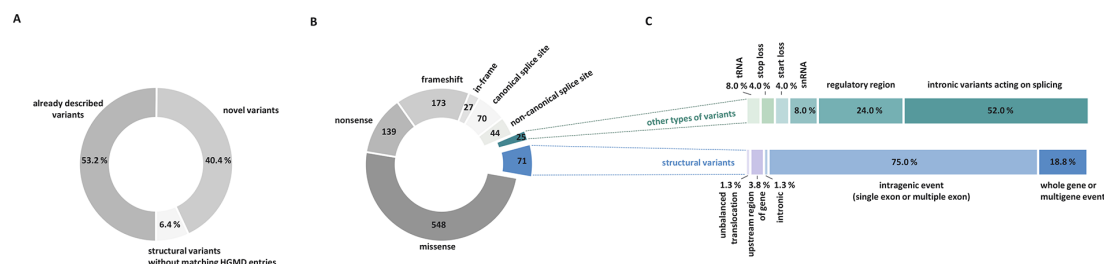 A
already described
variants
novel variants
53.2 %
40.4 %
6.4 %
structural variants
without matching HGMD entries
B
frameshift
in-frame
canonical splice site
non-canonical splice site
nonsense
173
27
70
44
25
139
71
548
missense
other types of variants
structural variants
C
tRNA
stop loss
start loss
snRNA
8.0 % 4.0 %
4.0 %
regulatory region
intronic variants acting on splicing
8.0 %
24.0 %
52.0 %
75.0 %
18.8 %
1.3 %
3.8 %
1.3 %
unbalanced
translocation
upstream region
of gene
intronic
intragenic event
(single exon or multiple exon)
whole gene or
multigene event